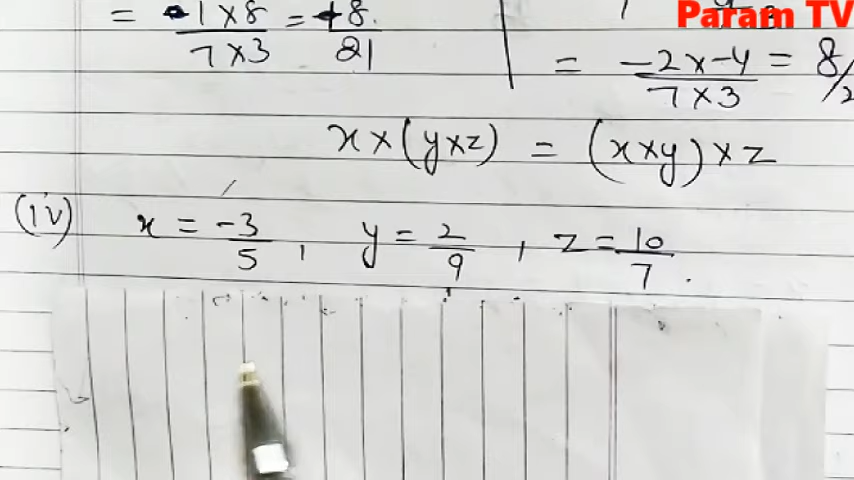 Param TV
= -1×8/7×3 = +8/21
= -2×-4/7×3 = 8/2
x×(y×z) = (x×y)×z
(iv) x = -3/5, y = 2/9, z = 10/7.